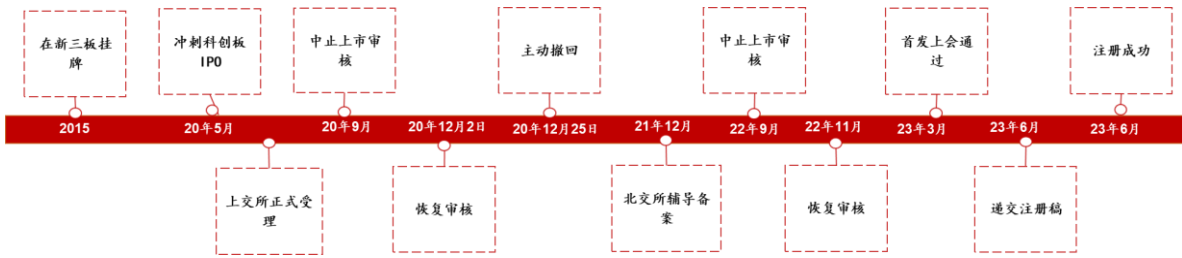 在新三板挂
牌
冲刺科创板
IPO
中止上市审
核
主动撤回
中止上市审
核
首发上会通
过
注册成功
2015
20年5月
20年9月
20年12月2日
20年12月25日
21年12月
22年9月
22年11月
23年3月
23年6月
23年6月
上交所正式受
理
恢复审核
北交所辅导备
案
恢复审核
递交注册稿